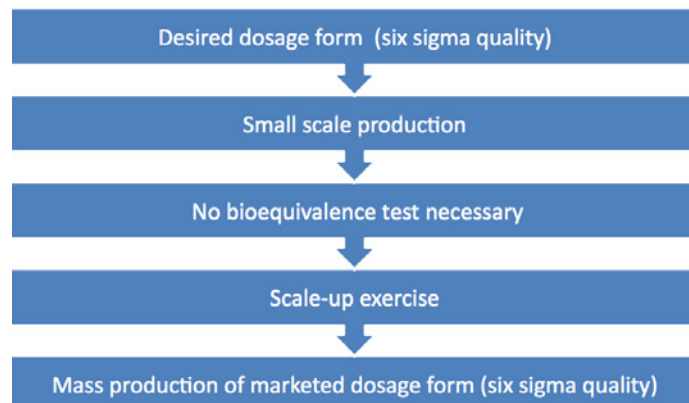 Desired dosage form (six sigma quality)
Small scale production
No bioequivalence test necessary
Scale-up exercise
Mass production of marketed dosage form (six sigma quality)